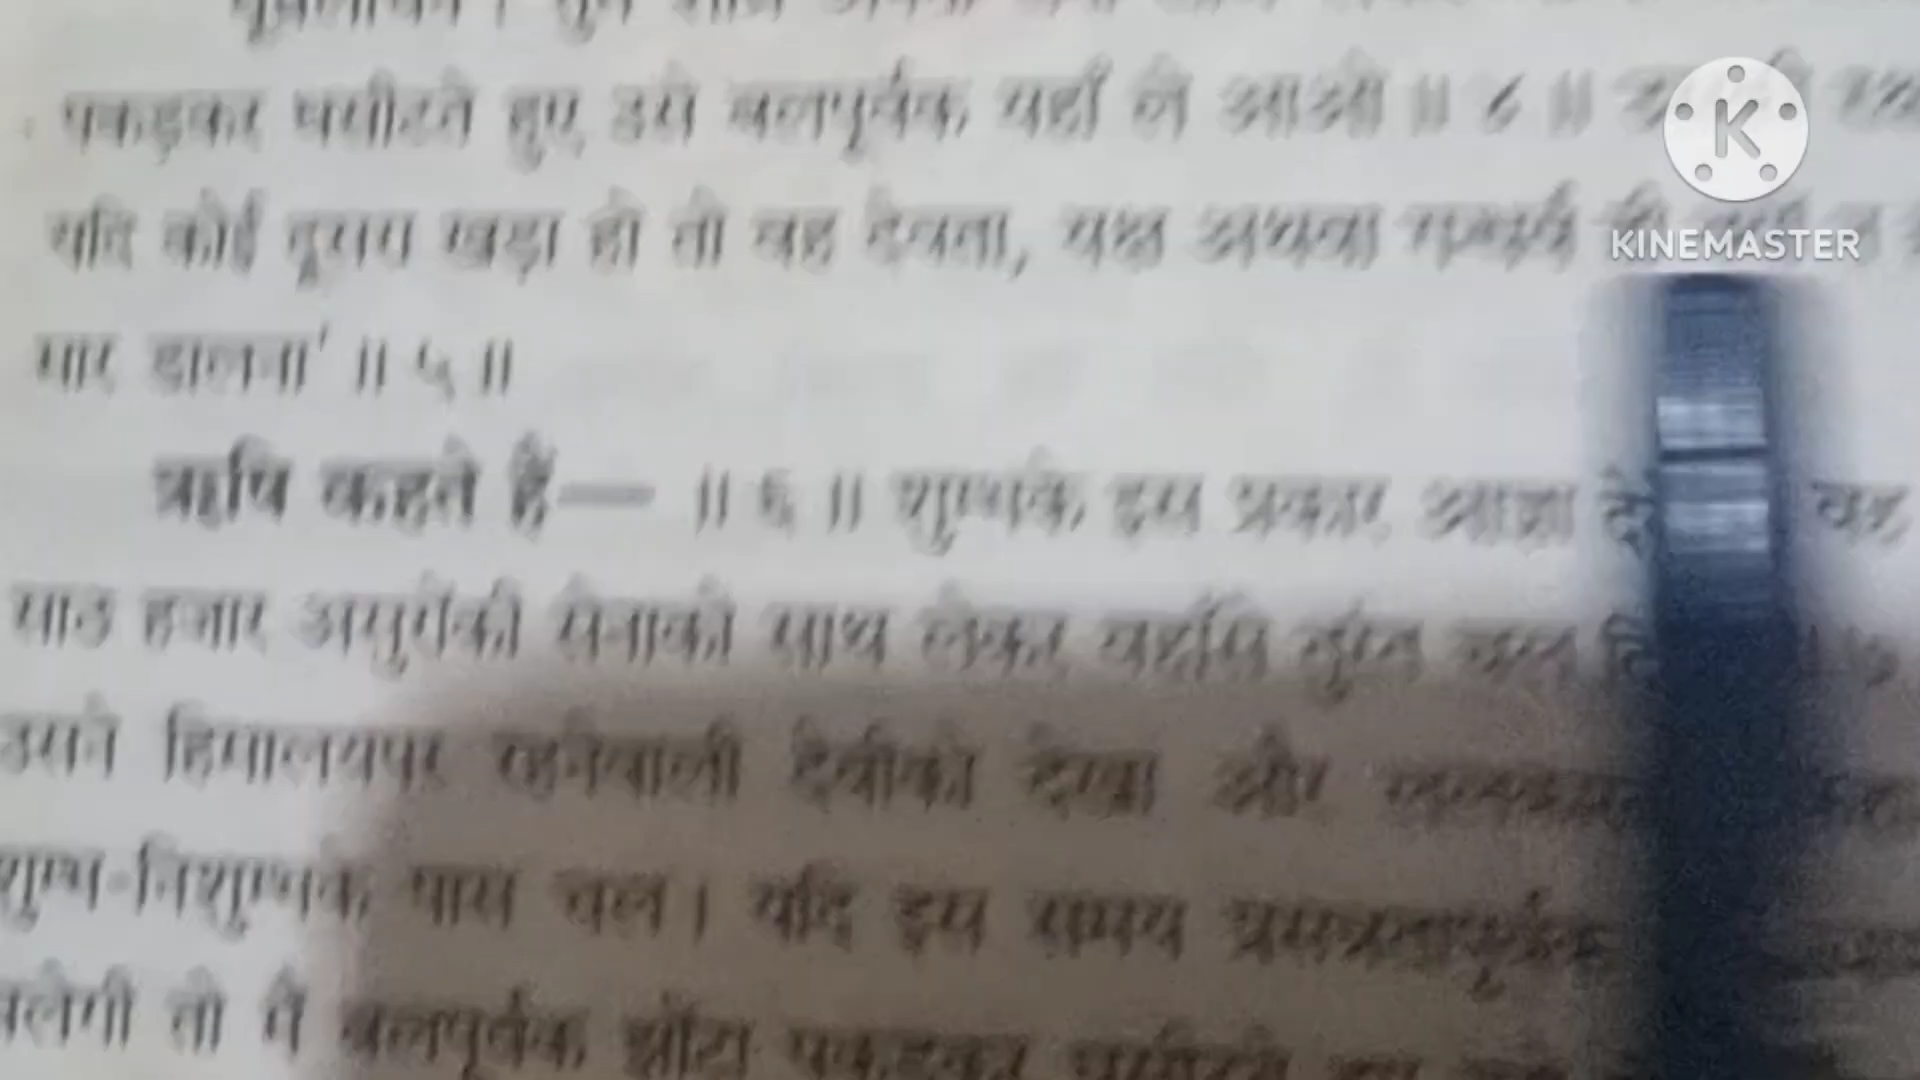 पकड़कर घसीटते हुए उसे बलपूर्वक यहाँ ले आओ ॥ ४ ॥
यदि कोई दूसरा खड़ा हो तो वह देवता, यक्ष अथवा गन्धर्व
मार डालना' ॥ ५ ॥
ऋषि कहते हैं— ॥ ६ ॥ शुम्भके इस प्रकार आज्ञा दे वह
साठ हजार असुरोंकी सेनाको साथ लेकर वहाँसे तुरंत चल
उसने हिमालयपर रहनेवाली देवीको देखा और
शुम्भ-निशुम्भके पास चल। यदि इस समय प्रसन्नतापूर्वक
चलेगी तो मैं बलपूर्वक झोंटा पकड़कर घसीटते हुए
KINEMASTER